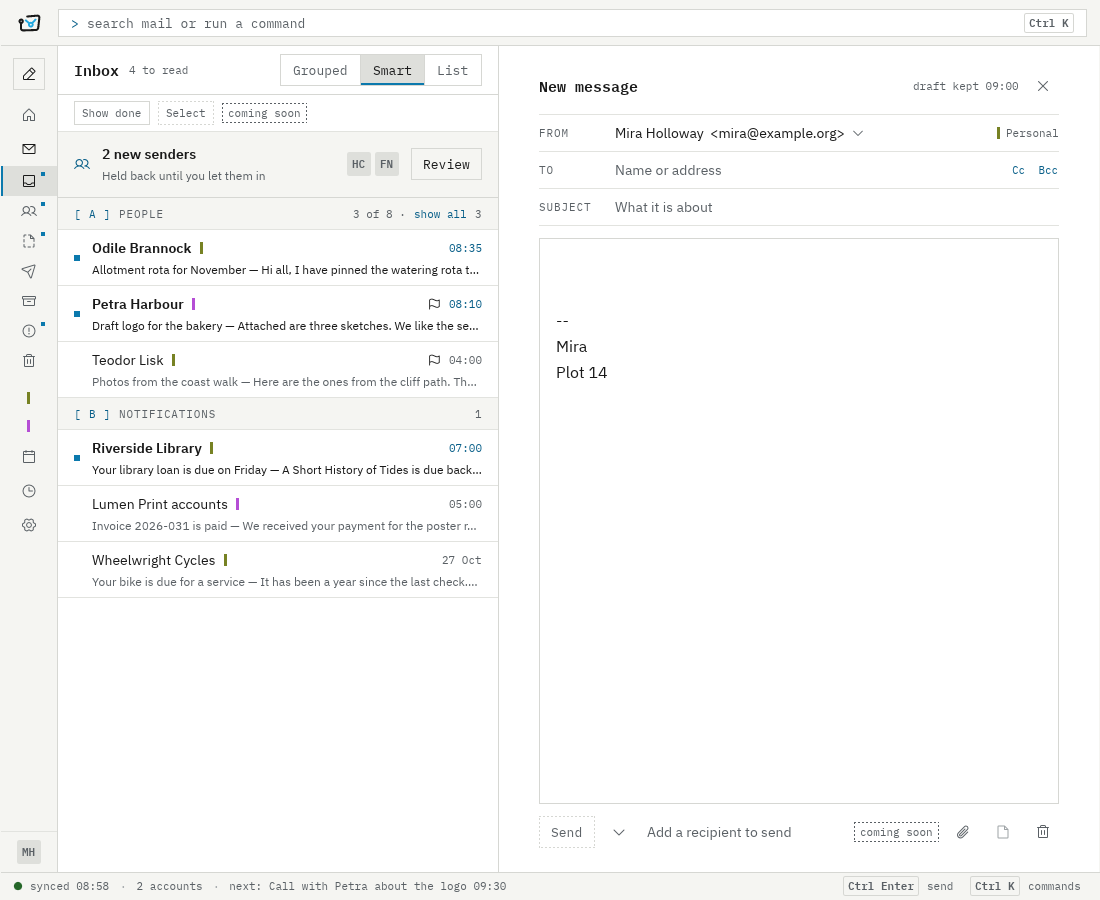 > search mail or run a command Ctrl K
Inbox 4 to read Grouped Smart List
Show done Select coming soon
2 new senders
Held back until you let them in
HC FN Review
[ A ] PEOPLE 3 of 8 · show all 3
Odile Brannock 08:35
Allotment rota for November — Hi all, I have pinned the watering rota t…
Petra Harbour 08:10
Draft logo for the bakery — Attached are three sketches. We like the se…
Teodor Lisk 04:00
Photos from the coast walk — Here are the ones from the cliff path. Th…
[ B ] NOTIFICATIONS 1
Riverside Library 07:00
Your library loan is due on Friday — A Short History of Tides is due back…
Lumen Print accounts 05:00
Invoice 2026-031 is paid — We received your payment for the poster r…
Wheelwright Cycles 27 Oct
Your bike is due for a service — It has been a year since the last check.…
MH
New message draft kept 09:00
FROM Mira Holloway <mira@example.org> Personal
TO Name or address Cc Bcc
SUBJECT What it is about
--
Mira
Plot 14
Send Add a recipient to send coming soon
synced 08:58 · 2 accounts · next: Call with Petra about the logo 09:30 Ctrl Enter send Ctrl K commands